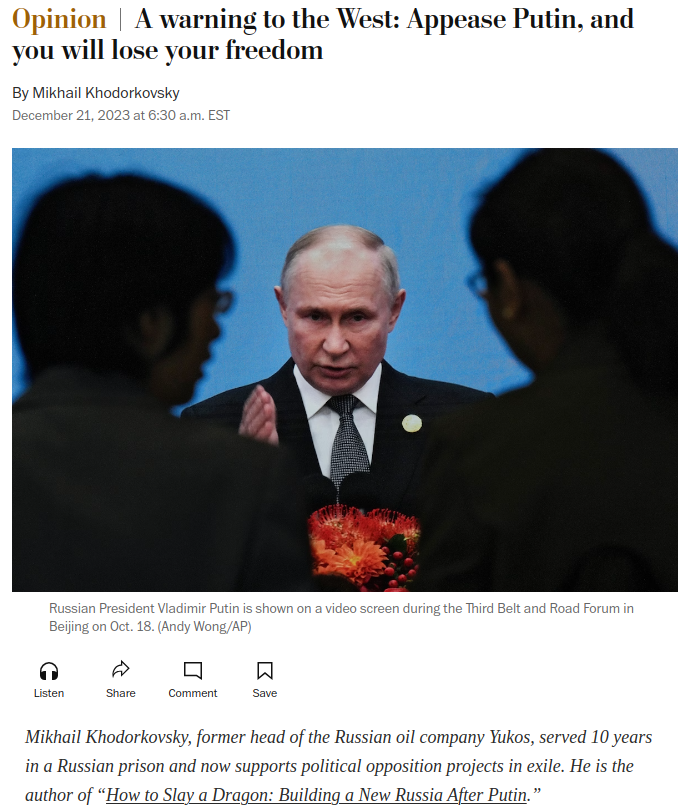 Opinion | A warning to the West: Appease Putin, and
you will lose your freedom
By Mikhail Khodorkovsky
December 21, 2023 at 6:30 a.m. EST
Russian President Vladimir Putin is shown on a video screen during the Third Belt and Road Forum in
Beijing on Oct. 18. (Andy Wong/AP)
Listen Share Comment Save
Mikhail Khodorkovsky, former head of the Russian oil company Yukos, served 10 years
in a Russian prison and now supports political opposition projects in exile. He is the
author of “How to Slay a Dragon: Building a New Russia After Putin.”